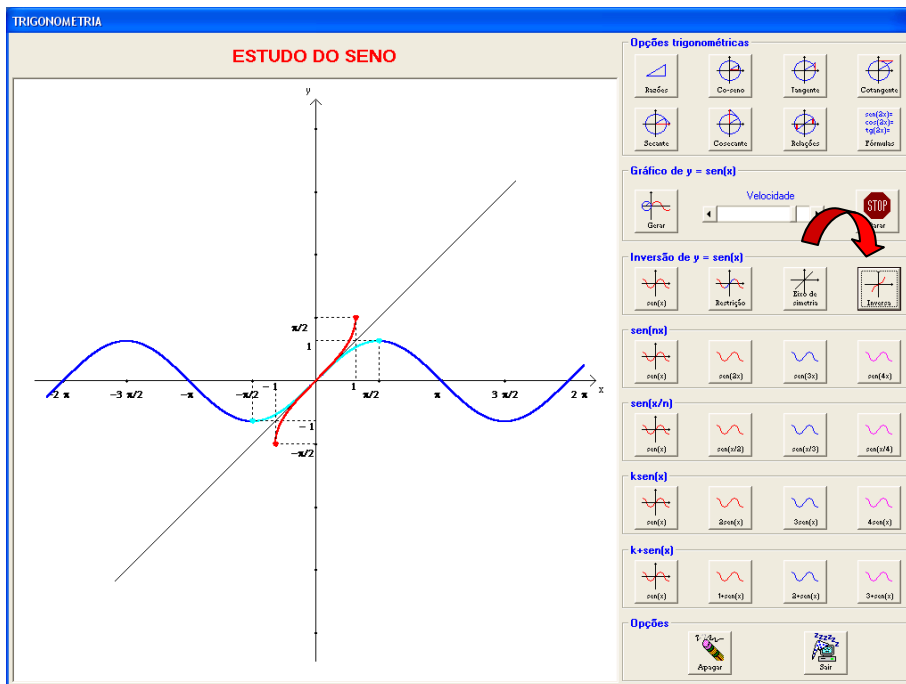 TRIGONOMETRIA
ESTUDO DO SENO
y
π/2
1
-2 π
-3 π/2
-π
-π/2
-1
1
π/2
π
3 π/2
2 π
x
-1
-π/2
Opções trigonométricas
Razões
Co-seno
Tangente
Cotangente
Secante
Cosecante
Relações
sen(2x)=
cos(2x)=
tg(2x)=
Fórmulas
Gráfico de y = sen(x)
Gerar
Velocidade
STOP
Parar
Inversão de y = sen(x)
sen(x)
Restrição
Eixo de
simetria
Inversa
sen(nx)
sen(x)
sen(2x)
sen(3x)
sen(4x)
sen(x/n)
sen(x)
sen(x/2)
sen(x/3)
sen(x/4)
ksen(x)
sen(x)
2sen(x)
3sen(x)
4sen(x)
k+sen(x)
sen(x)
1+sen(x)
2+sen(x)
3+sen(x)
Opções
Apagar
Sair